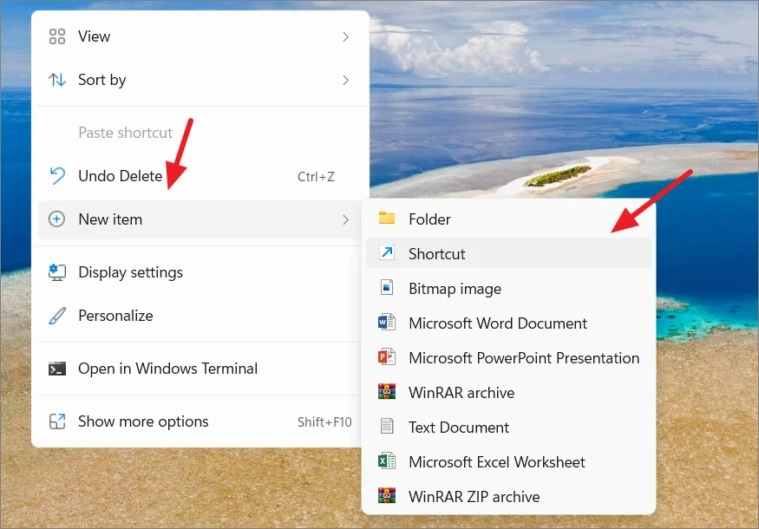 View
Sort by
Paste shortcut
Undo Delete Ctrl+Z
New item
Display settings
Personalize
Open in Windows Terminal
Show more options Shift+F10
Folder
Shortcut
Bitmap image
Microsoft Word Document
Microsoft PowerPoint Presentation
WinRAR archive
Text Document
Microsoft Excel Worksheet
WinRAR ZIP archive